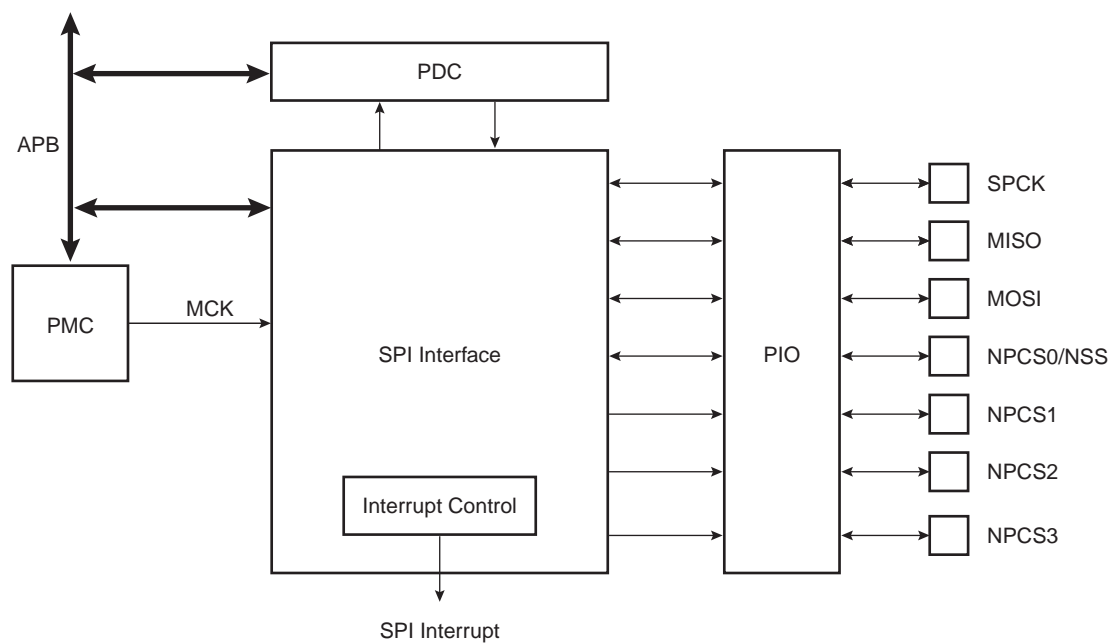 PDC
APB
SPCK
MISO
MOSI
MCK
PMC
SPI Interface
PIO
NPCS0/NSS
NPCS1
NPCS2
Interrupt Control
NPCS3
SPI Interrupt